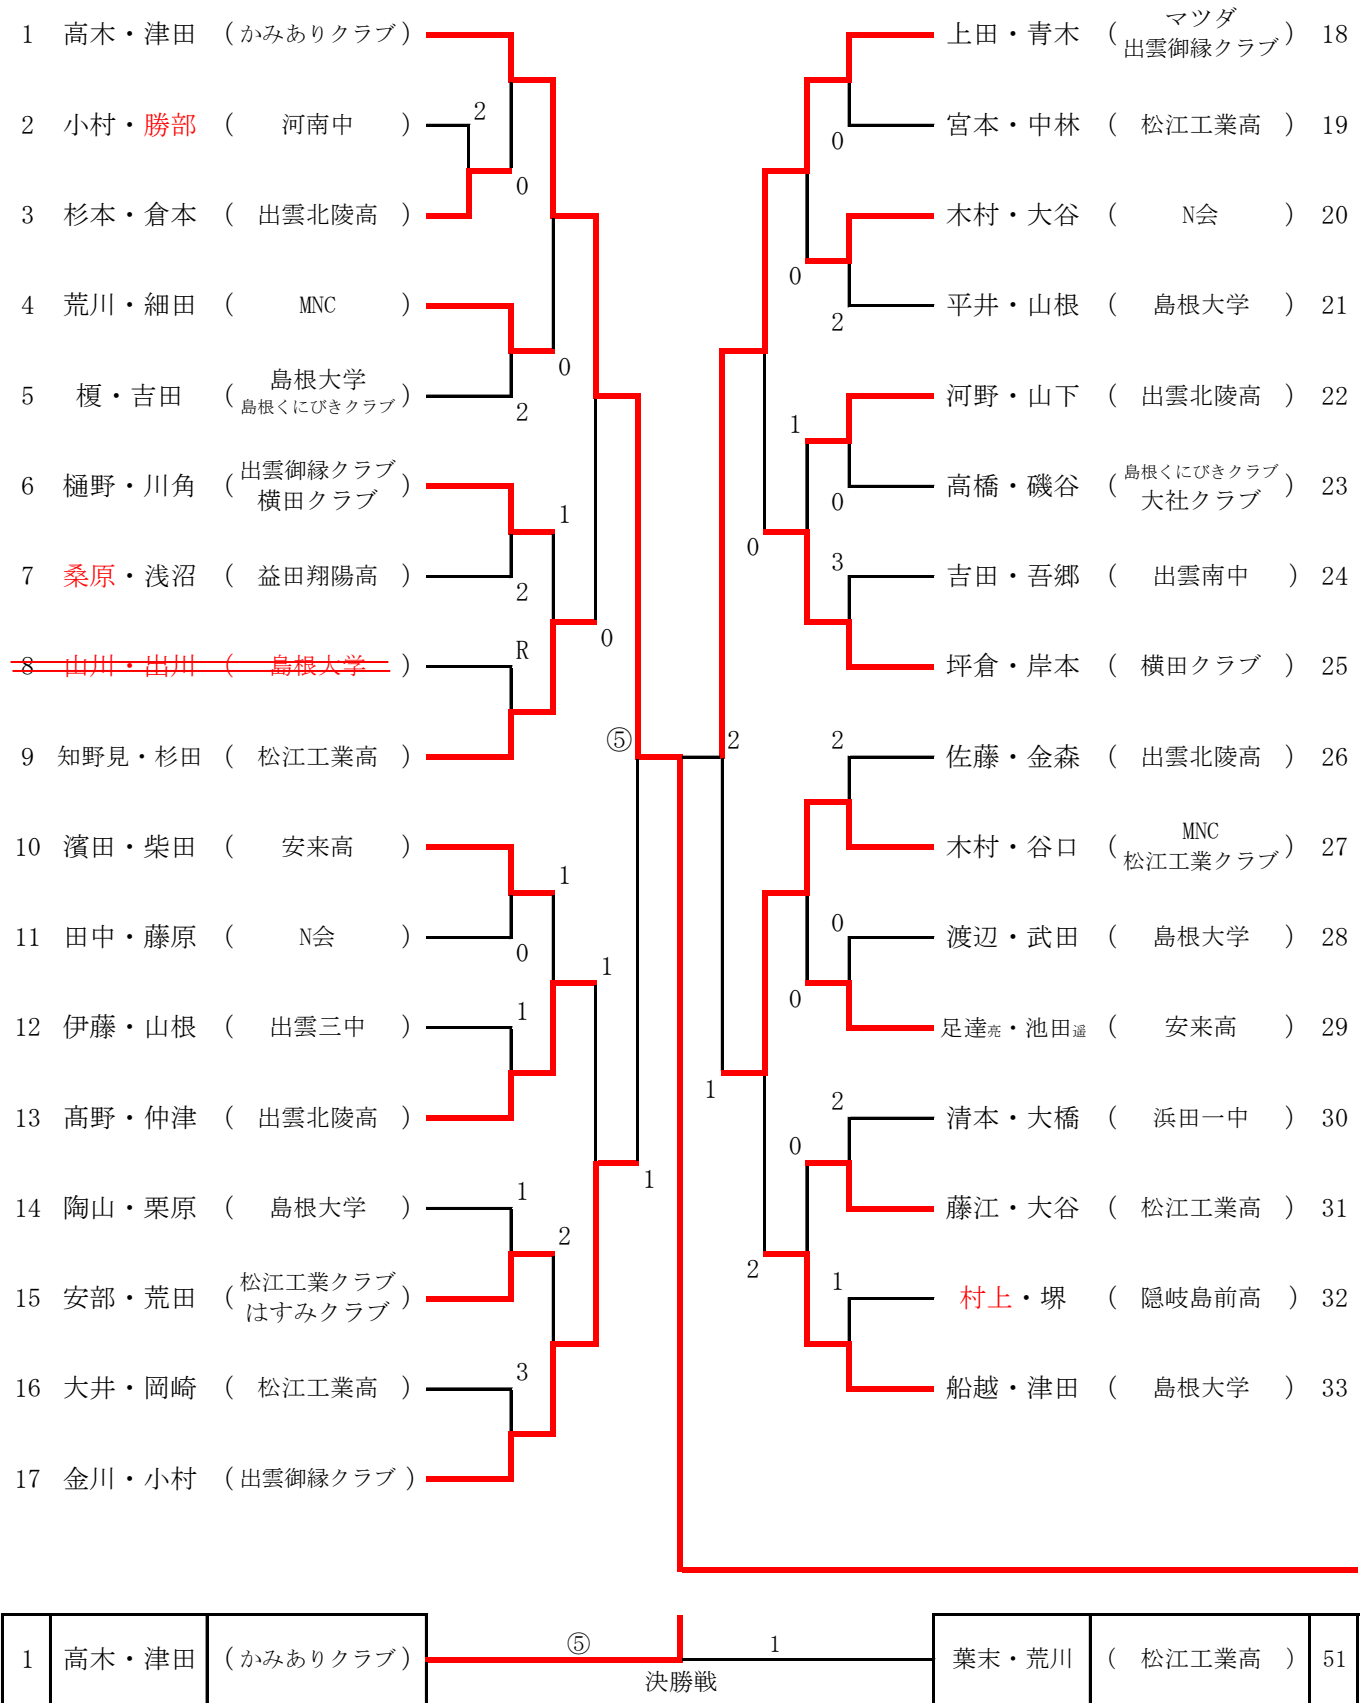 1 高木・津田 (かみありクラブ)
2 小村・勝部 ( 河南中 ) 2
0
3 杉本・倉本 ( 出雲北陵高 )
4 荒川・細田 ( MNC )
0
5 榎・吉田 ( 島根大学
島根くにびきクラブ ) 2
6 樋野・川角 ( 出雲御縁クラブ
横田クラブ )
1
7 桑原・浅沼 ( 益田翔陽高 ) 2
0
8 山川・出川 ( 島根大学 ) R
9 知野見・杉田 ( 松江工業高 )
⑤
10 濱田・柴田 ( 安来高 )
1
11 田中・藤原 ( N会 ) 0
1
12 伊藤・山根 ( 出雲三中 ) 1
13 髙野・仲津 ( 出雲北陵高 )
1
14 陶山・栗原 ( 島根大学 ) 1
2
15 安部・荒田 ( 松江工業クラブ
はすみクラブ )
16 大井・岡崎 ( 松江工業高 ) 3
17 金川・小村 (出雲御縁クラブ)
上田・青木 ( マツダ
出雲御縁クラブ ) 18
0 宮本・中林 ( 松江工業高 ) 19
木村・大谷 ( N会 ) 20
0
2 平井・山根 ( 島根大学 ) 21
河野・山下 ( 出雲北陵高 ) 22
1
0 高橋・磯谷 ( 島根くにびきクラブ
大社クラブ ) 23
0
3 吉田・吾郷 ( 出雲南中 ) 24
坪倉・岸本 ( 横田クラブ ) 25
2
2 佐藤・金森 ( 出雲北陵高 ) 26
木村・谷口 ( MNC
松江工業クラブ ) 27
0 渡辺・武田 ( 島根大学 ) 28
0
足達亮・池田遥 ( 安来高 ) 29
1
2 清本・大橋 ( 浜田一中 ) 30
0
藤江・大谷 ( 松江工業高 ) 31
2
1 村上・堺 ( 隠岐島前高 ) 32
船越・津田 ( 島根大学 ) 33
1 高木・津田 (かみありクラブ) ⑤ 1 葉末・荒川 ( 松江工業高 ) 51
決勝戦